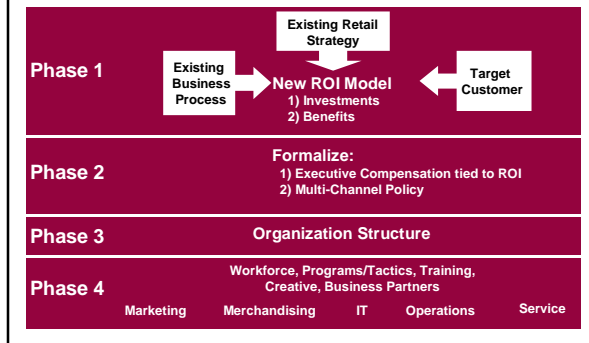 Existing Retail
Strategy
Phase 1
Existing
Business
Process
New ROI Model
1) Investments
2) Benefits
Target
Customer
Phase 2
Formalize:
1) Executive Compensation tied to ROI
2) Multi-Channel Policy
Phase 3
Organization Structure
Phase 4
Workforce, Programs/Tactics, Training,
Creative, Business Partners
Marketing Merchandising IT Operations Service